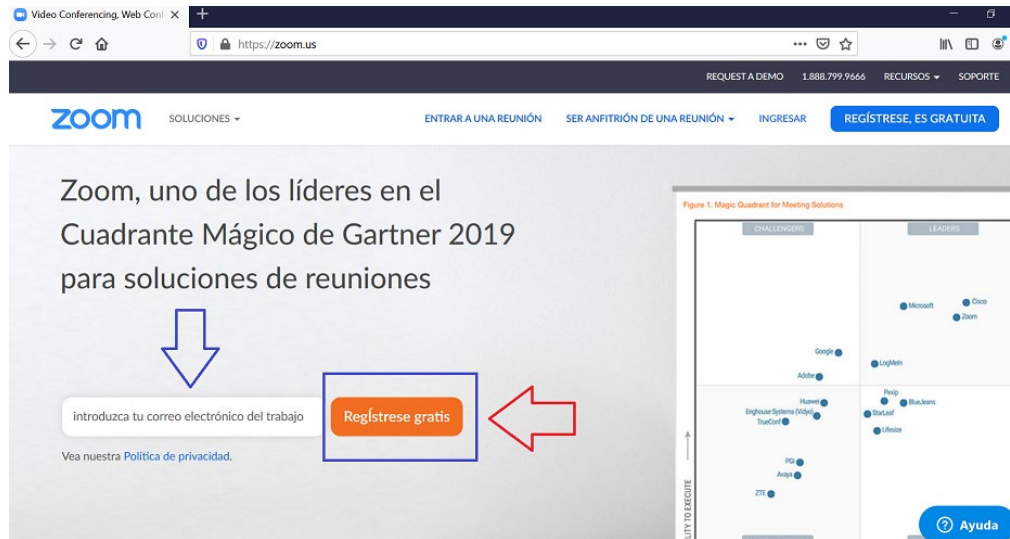 Video Conferencing, Web Conf
https://zoom.us
REQUEST A DEMO 1.888.799.9666 RECURSOS SOPORTE
zoom SOLUCIONES ENTRAR A UNA REUNIÓN SER ANFITRIÓN DE UNA REUNIÓN INGRESAR REGÍSTRESE, ES GRATUITA
Zoom, uno de los líderes en el
Cuadrante Mágico de Gartner 2019
para soluciones de reuniones
introduzca tu correo electrónico del trabajo
Regístrese gratis
Vea nuestra Política de privacidad.
Figure 1. Magic Quadrant for Meeting Solutions
CHALLENGERS LEADERS
Microsoft
Cisco
Zoom
Google
LogMeIn
Adobe
Pexip
Huawei
BlueJeans
Enghouse Systems (Vidyo)
StarLeaf
TrueConf
Lifesize
PGi
Avaya
ZTE
LITY TO EXECUTE
Ayuda